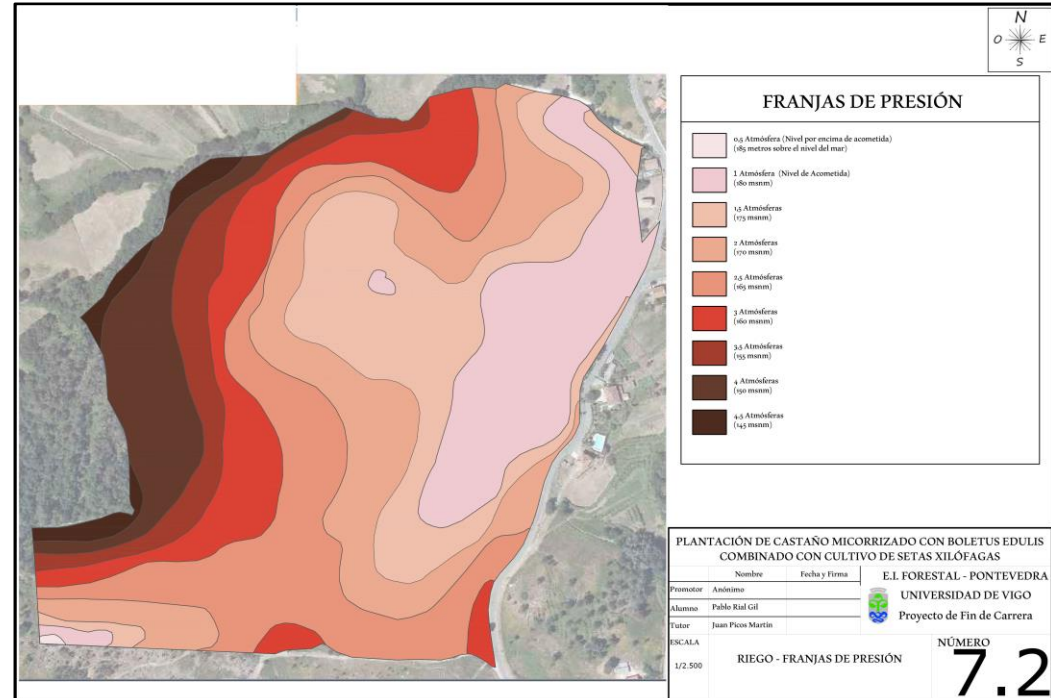 N
O E
S
FRANJAS DE PRESIÓN
0,5 Atmósfera (Nivel por encima de acometida)
(185 metros sobre el nivel del mar)
1 Atmósfera (Nivel de Acometida)
(180 msnm)
1,5 Atmósferas
(175 msnm)
2 Atmósferas
(170 msnm)
2,5 Atmósferas
(165 msnm)
3 Atmósferas
(160 msnm)
3,5 Atmósferas
(155 msnm)
4 Atmósferas
(150 msnm)
4,5 Atmósferas
(145 msnm)
PLANTACIÓN DE CASTAÑO MICORRIZADO CON BOLETUS EDULIS
COMBINADO CON CULTIVO DE SETAS XILÓFAGAS
Nombre Fecha y Firma
Promotor Anónimo
Alumno Pablo Rial Gil
Tutor Juan Picos Martín
E.I. FORESTAL - PONTEVEDRA
UNIVERSIDAD DE VIGO
Proyecto de Fin de Carrera
ESCALA
1/2.500
RIEGO - FRANJAS DE PRESIÓN
NÚMERO
7.2